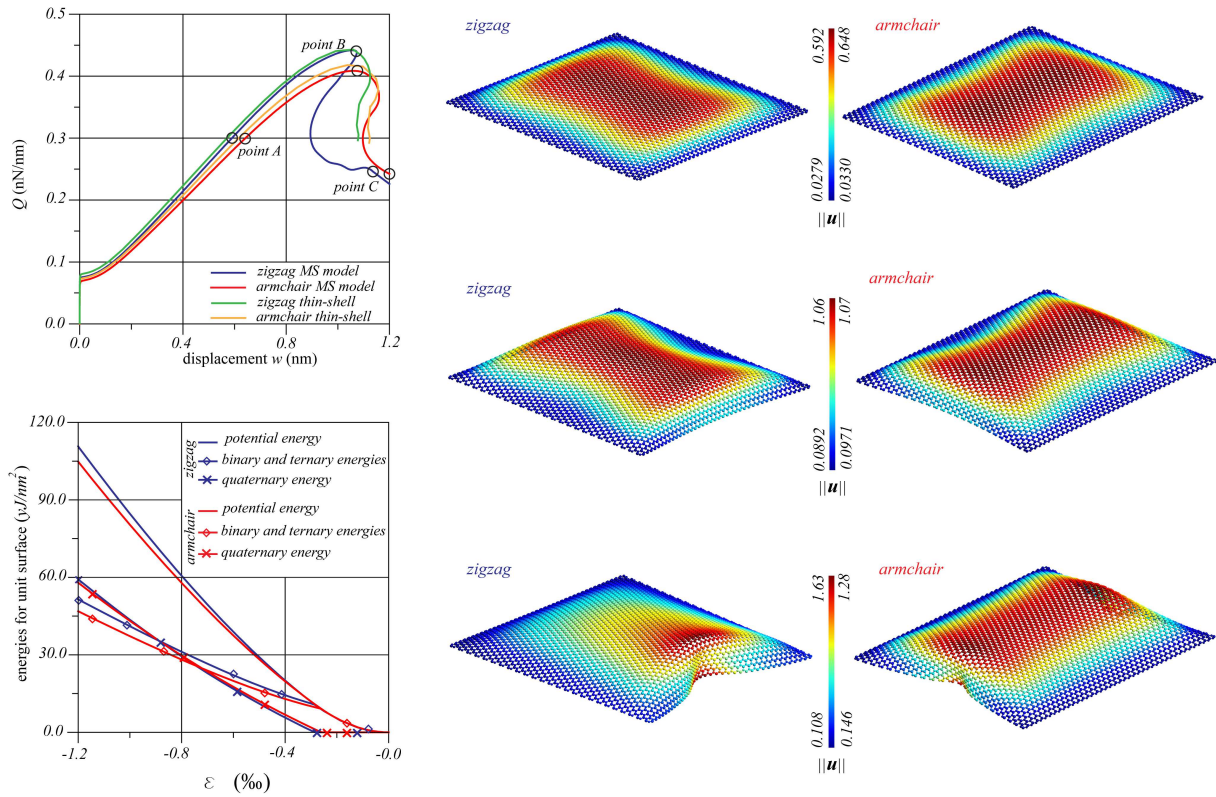 0.5
0.4
0.3
0.2
0.1
0.0
Q (nN/nm)
point B
point A
point C
zigzag MS model
armchair MS model
zigzag thin-shell
armchair thin-shell
0.0 0.4 0.8 1.2
displacement w (nm)
zigzag
0.592 0.648
0.0279 0.0330
||u||
armchair
zigzag
1.06 1.07
0.0892 0.0971
||u||
armchair
zigzag
1.63 1.28
0.108 0.146
||u||
armchair
120.0
90.0
60.0
30.0
0.0
energies for unit surface (yJ/nm²)
zigzag
potential energy
binary and ternary energies
quaternary energy
armchair
potential energy
binary and ternary energies
quaternary energy
-1.2 -0.8 -0.4 -0.0
ε (‰)